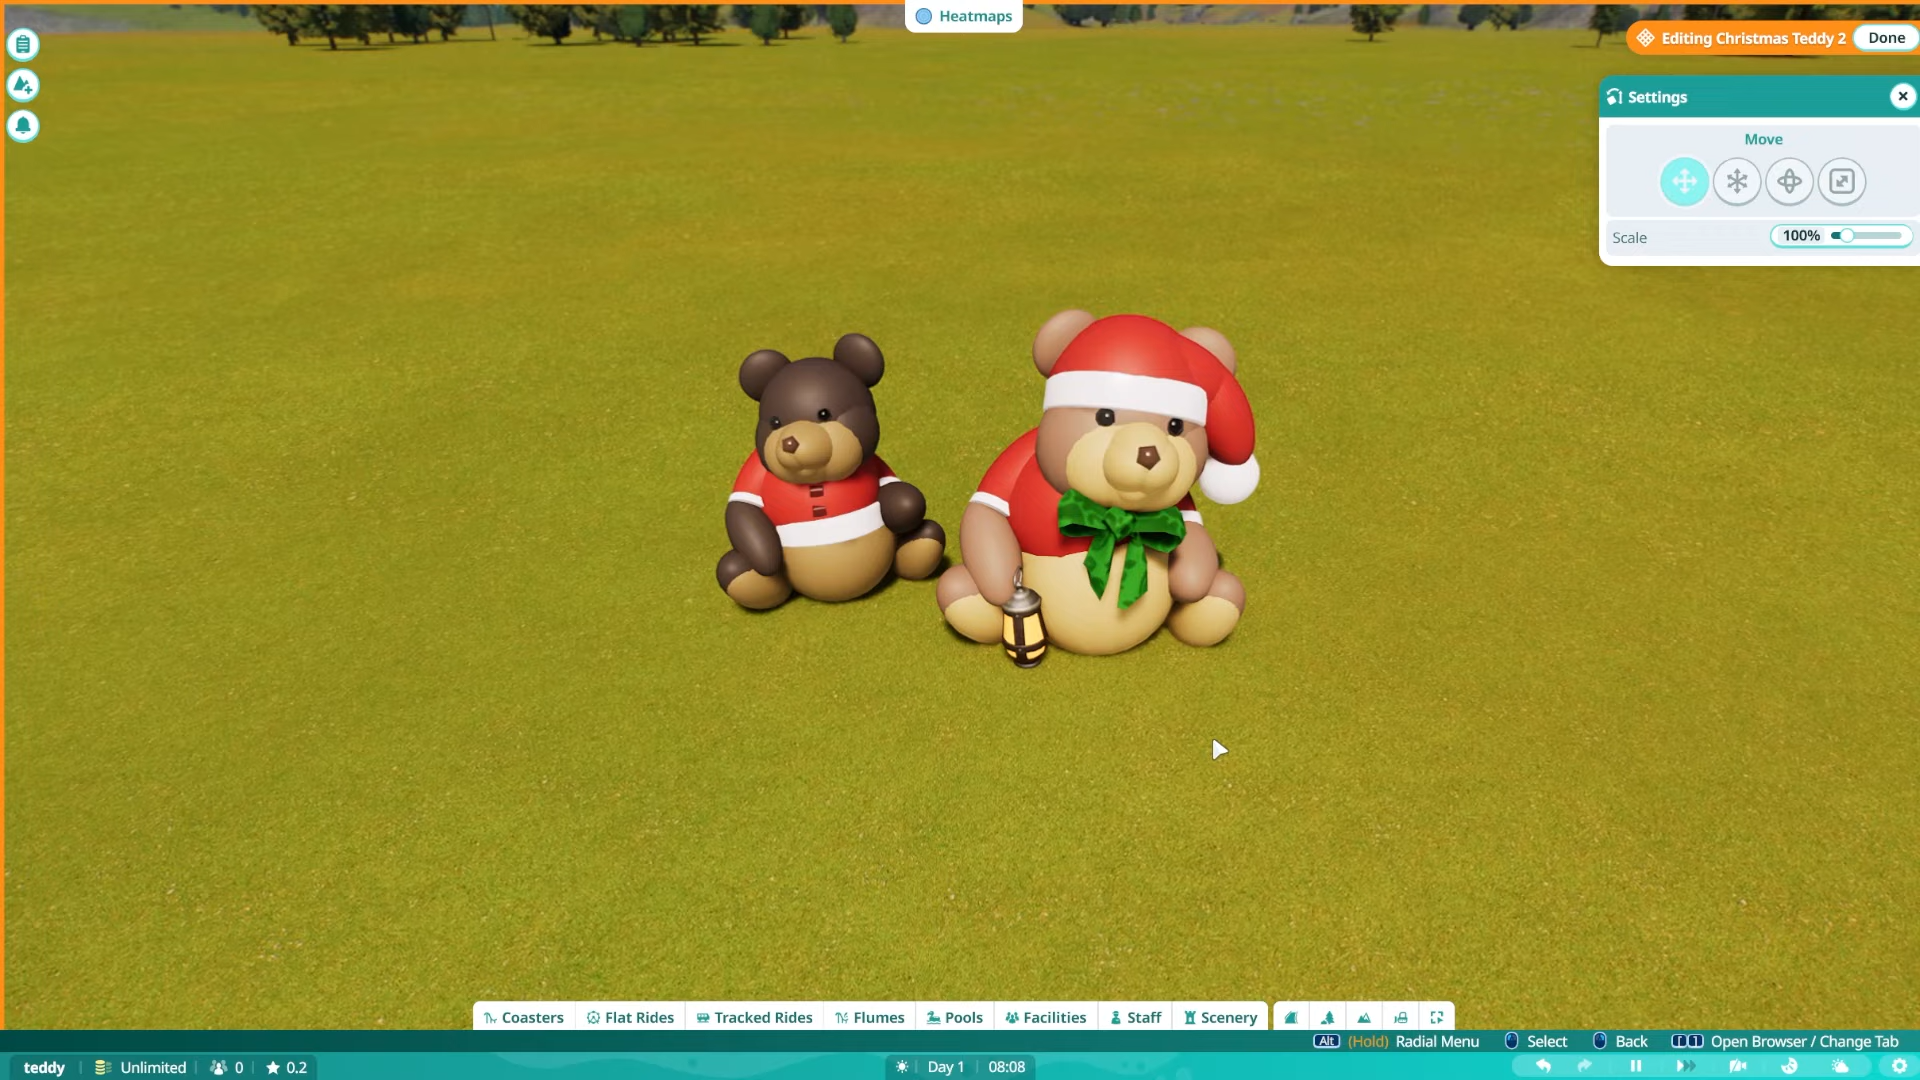 Heatmaps
Editing Christmas Teddy 2
Done
Settings
Move
Scale
100%
Coasters
Flat Rides
Tracked Rides
Flumes
Pools
Facilities
Staff
Scenery
Alt (Hold) Radial Menu
Select
Back
[ ] Open Browser / Change Tab
teddy
Unlimited
0
0.2
Day 1
08:08